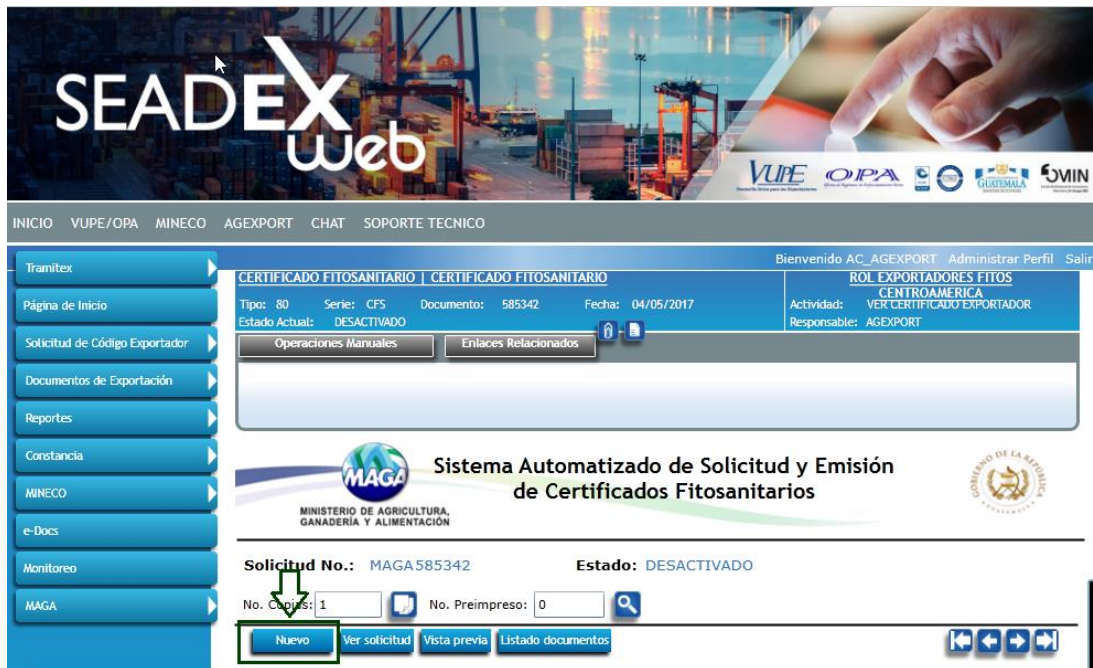 SEADEX
web
VUPE OPA GUATEMALA
INICIO VUPE/OPA MINECO AGEXPORT CHAT SOPORTE TECNICO
Bienvenido AC_AGEXPORT Administrar Perfil Salir
Tramitex
Página de Inicio
Solicitud de Código Exportador
Documentos de Exportación
Reportes
Constancia
MINECO
e-Docs
Monitoreo
MAGA
CERTIFICADO FITOSANITARIO | CERTIFICADO FITOSANITARIO
Tipo: 80 Serie: CFS Documento: 585342 Fecha: 04/05/2017
Estado Actual: DESACTIVADO
ROL EXPORTADORES FITOS
CENTROAMERICA
Actividad: VER CERTIFICADO EXPORTADOR
Responsable: AGEXPORT
Operaciones Manuales Enlaces Relacionados
MAGA
MINISTERIO DE AGRICULTURA,
GANADERÍA Y ALIMENTACIÓN
Sistema Automatizado de Solicitud y Emisión
de Certificados Fitosanitarios
Solicitud No.: MAGA585342 Estado: DESACTIVADO
No. Copias: 1 No. Preimpreso: 0
Nuevo Ver solicitud Vista previa Listado documentos